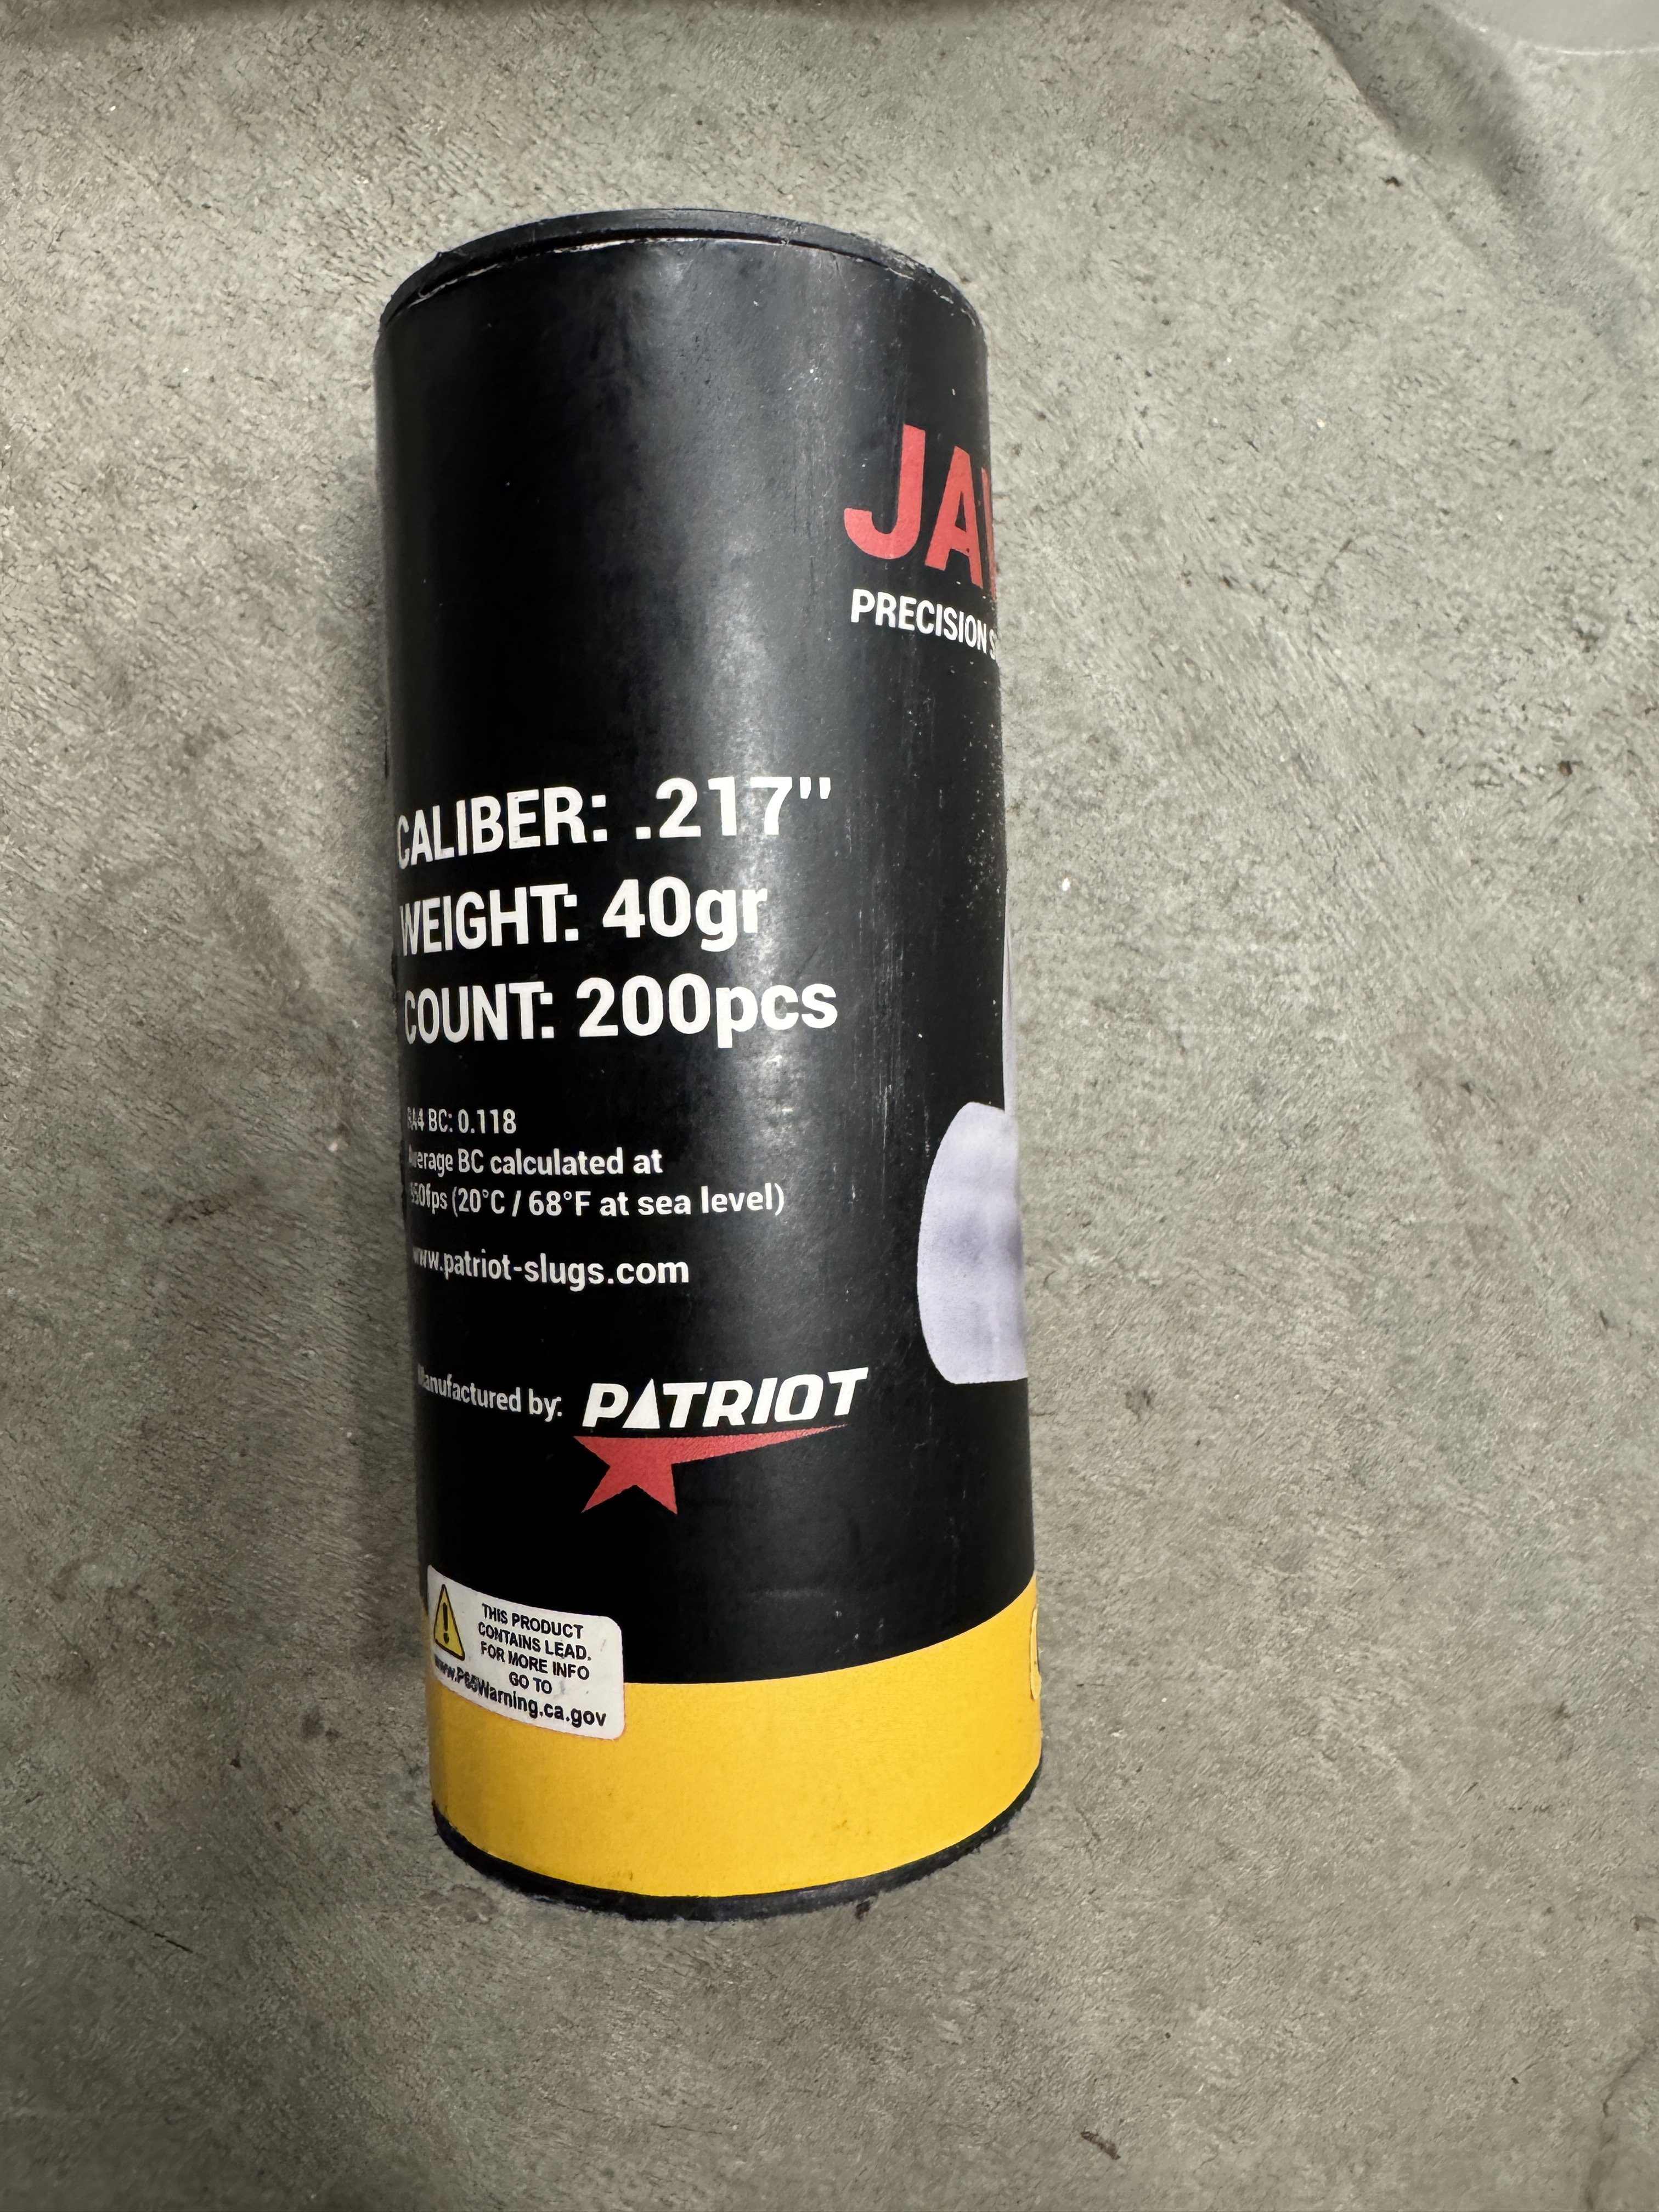 JA
PRECISION
CALIBER: .217"
WEIGHT: 40gr
COUNT: 200pcs
BC: 0.118
Average BC calculated at
(20°C / 68°F at sea level)
www.patriot-slugs.com
Manufactured by: PATRIOT
THIS PRODUCT
CONTAINS LEAD.
FOR MORE INFO
GO TO
www.P65Warning.ca.gov